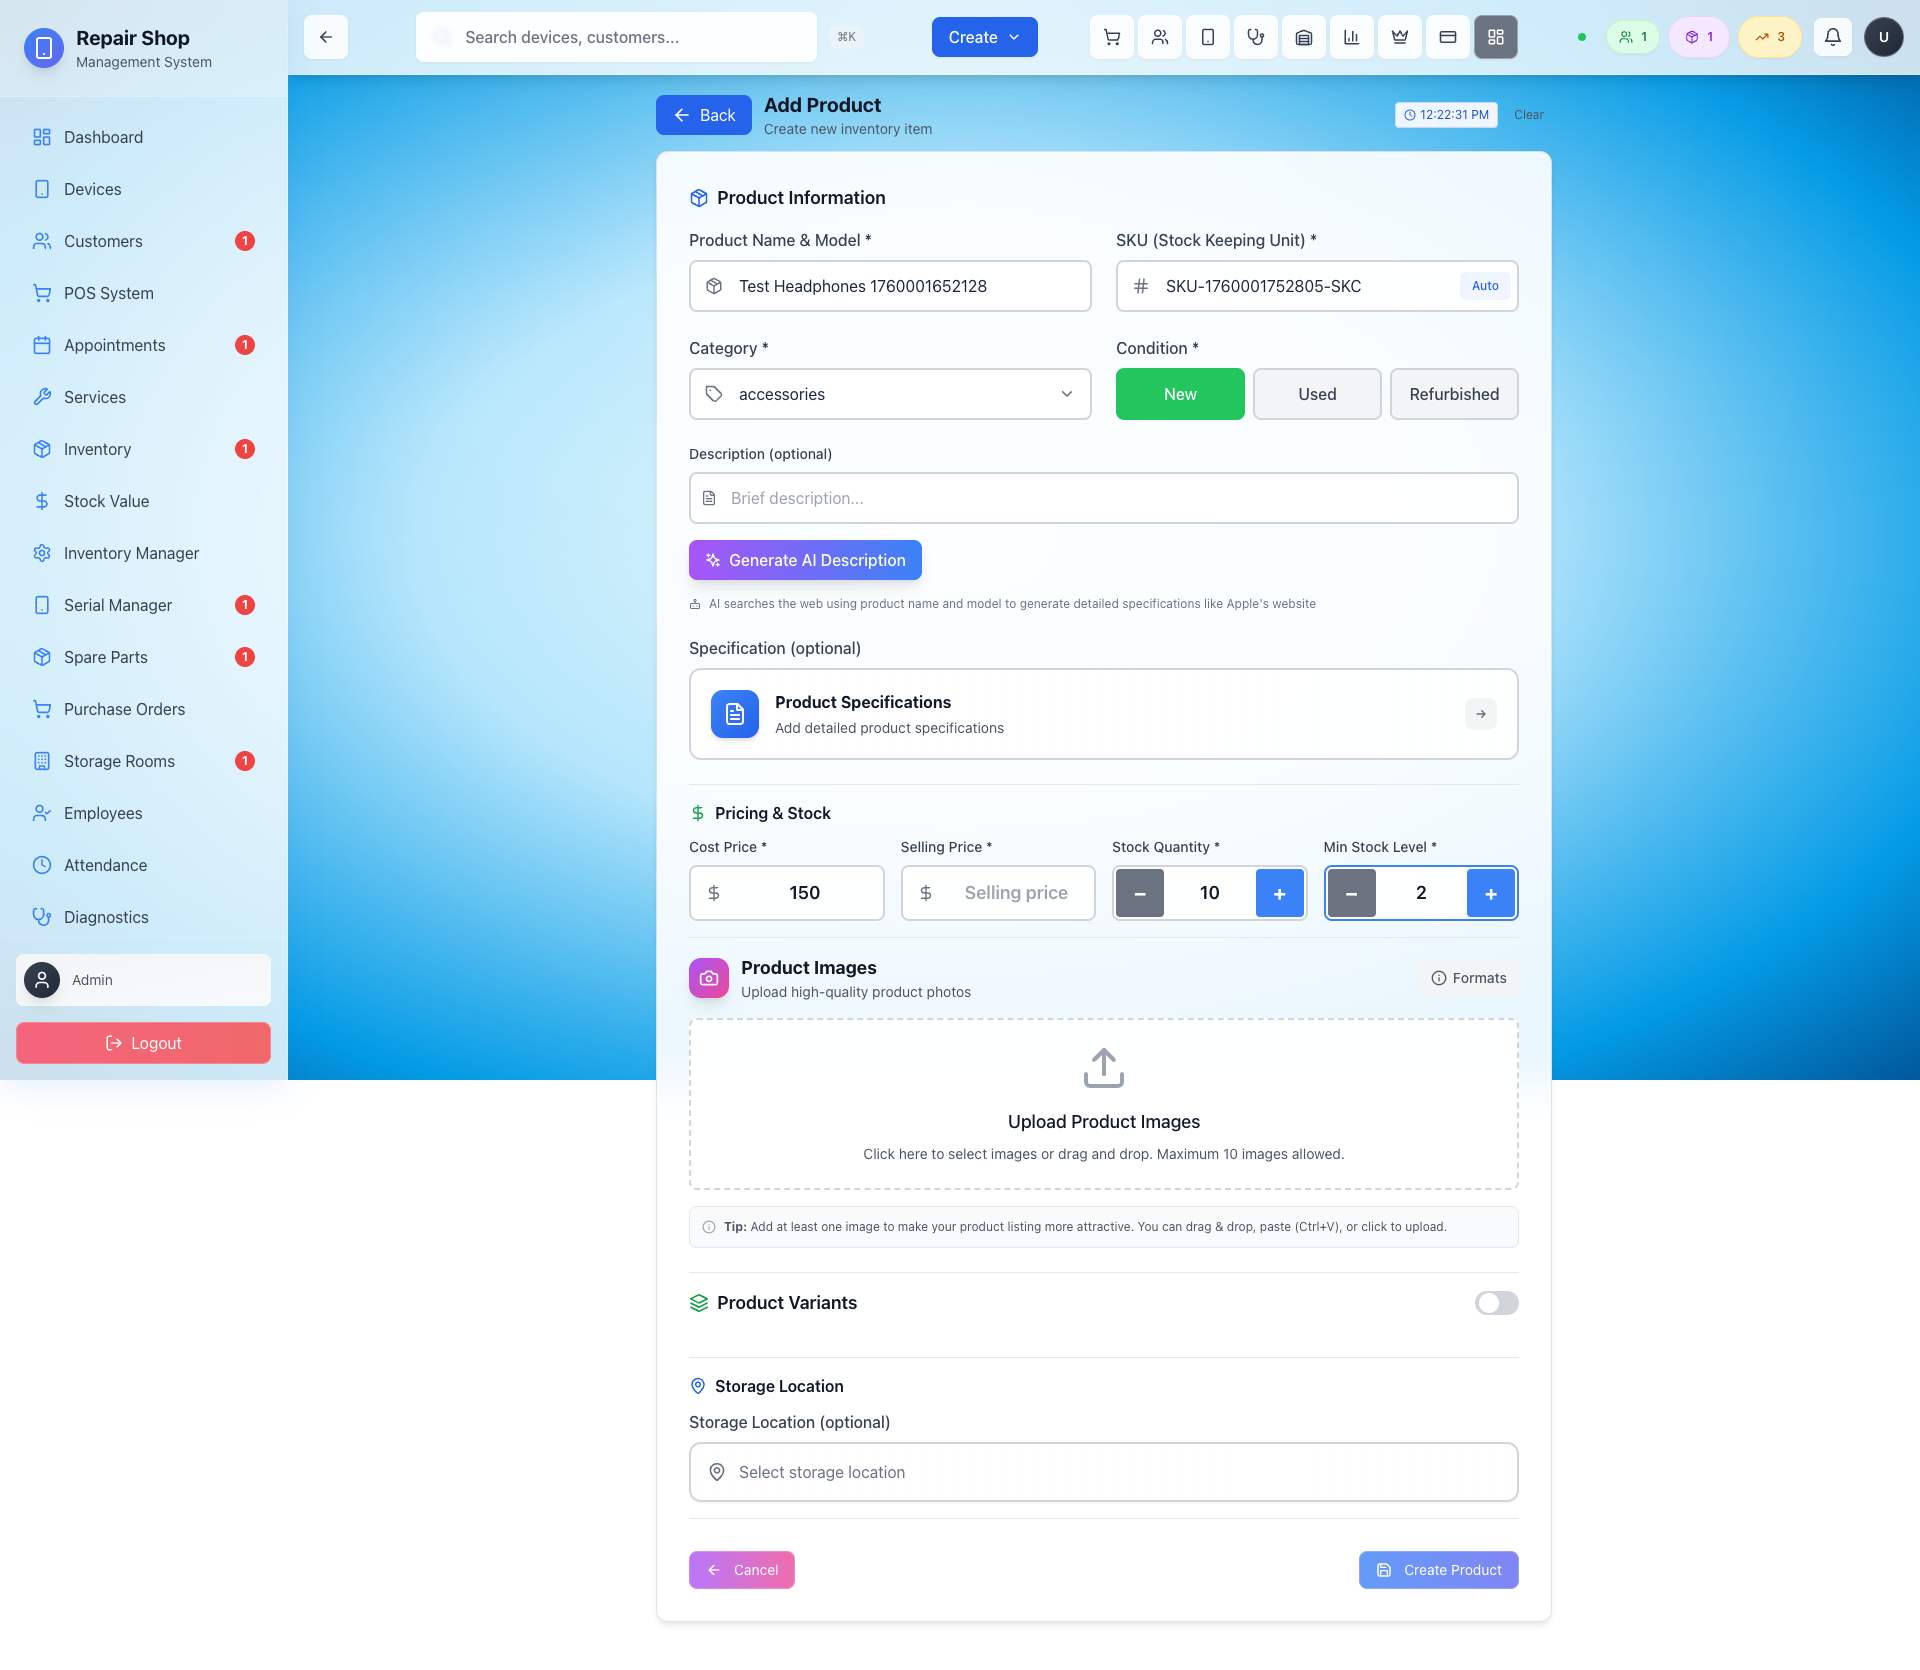 Repair Shop
Management System
Search devices, customers...
⌘K
Create
1
1
3
U
Dashboard
Devices
Customers
1
POS System
Appointments
1
Services
Inventory
1
Stock Value
Inventory Manager
Serial Manager
1
Spare Parts
1
Purchase Orders
Storage Rooms
1
Employees
Attendance
Diagnostics
Admin
Logout
Back
Add Product
Create new inventory item
12:22:31 PM
Clear
Product Information
Product Name & Model *
SKU (Stock Keeping Unit) *
Test Headphones 1760001652128
SKU-1760001752805-SKC
Auto
Category *
Condition *
accessories
New
Used
Refurbished
Description (optional)
Brief description...
Generate AI Description
AI searches the web using product name and model to generate detailed specifications like Apple's website
Specification (optional)
Product Specifications
Add detailed product specifications
Pricing & Stock
Cost Price *
Selling Price *
Stock Quantity *
Min Stock Level *
150
Selling price
− 10 +
− 2 +
Product Images
Upload high-quality product photos
Formats
Upload Product Images
Click here to select images or drag and drop. Maximum 10 images allowed.
Tip: Add at least one image to make your product listing more attractive. You can drag & drop, paste (Ctrl+V), or click to upload.
Product Variants
Storage Location
Storage Location (optional)
Select storage location
Cancel
Create Product